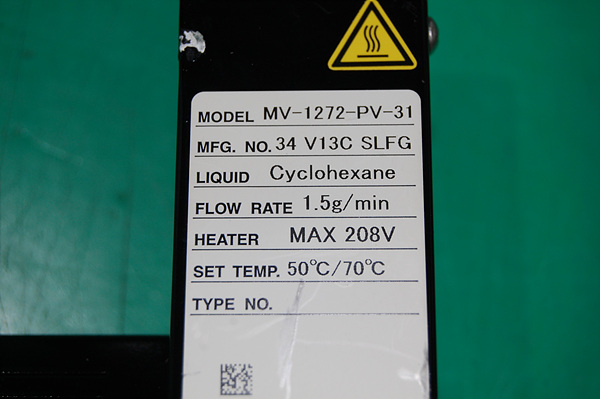 MODEL MV-1272-PV-31
MFG. NO. 34 V13C SLFG
LIQUID Cyclohexane
FLOW RATE 1.5g/min
HEATER MAX 208V
SET TEMP. 50℃/70℃
TYPE NO.